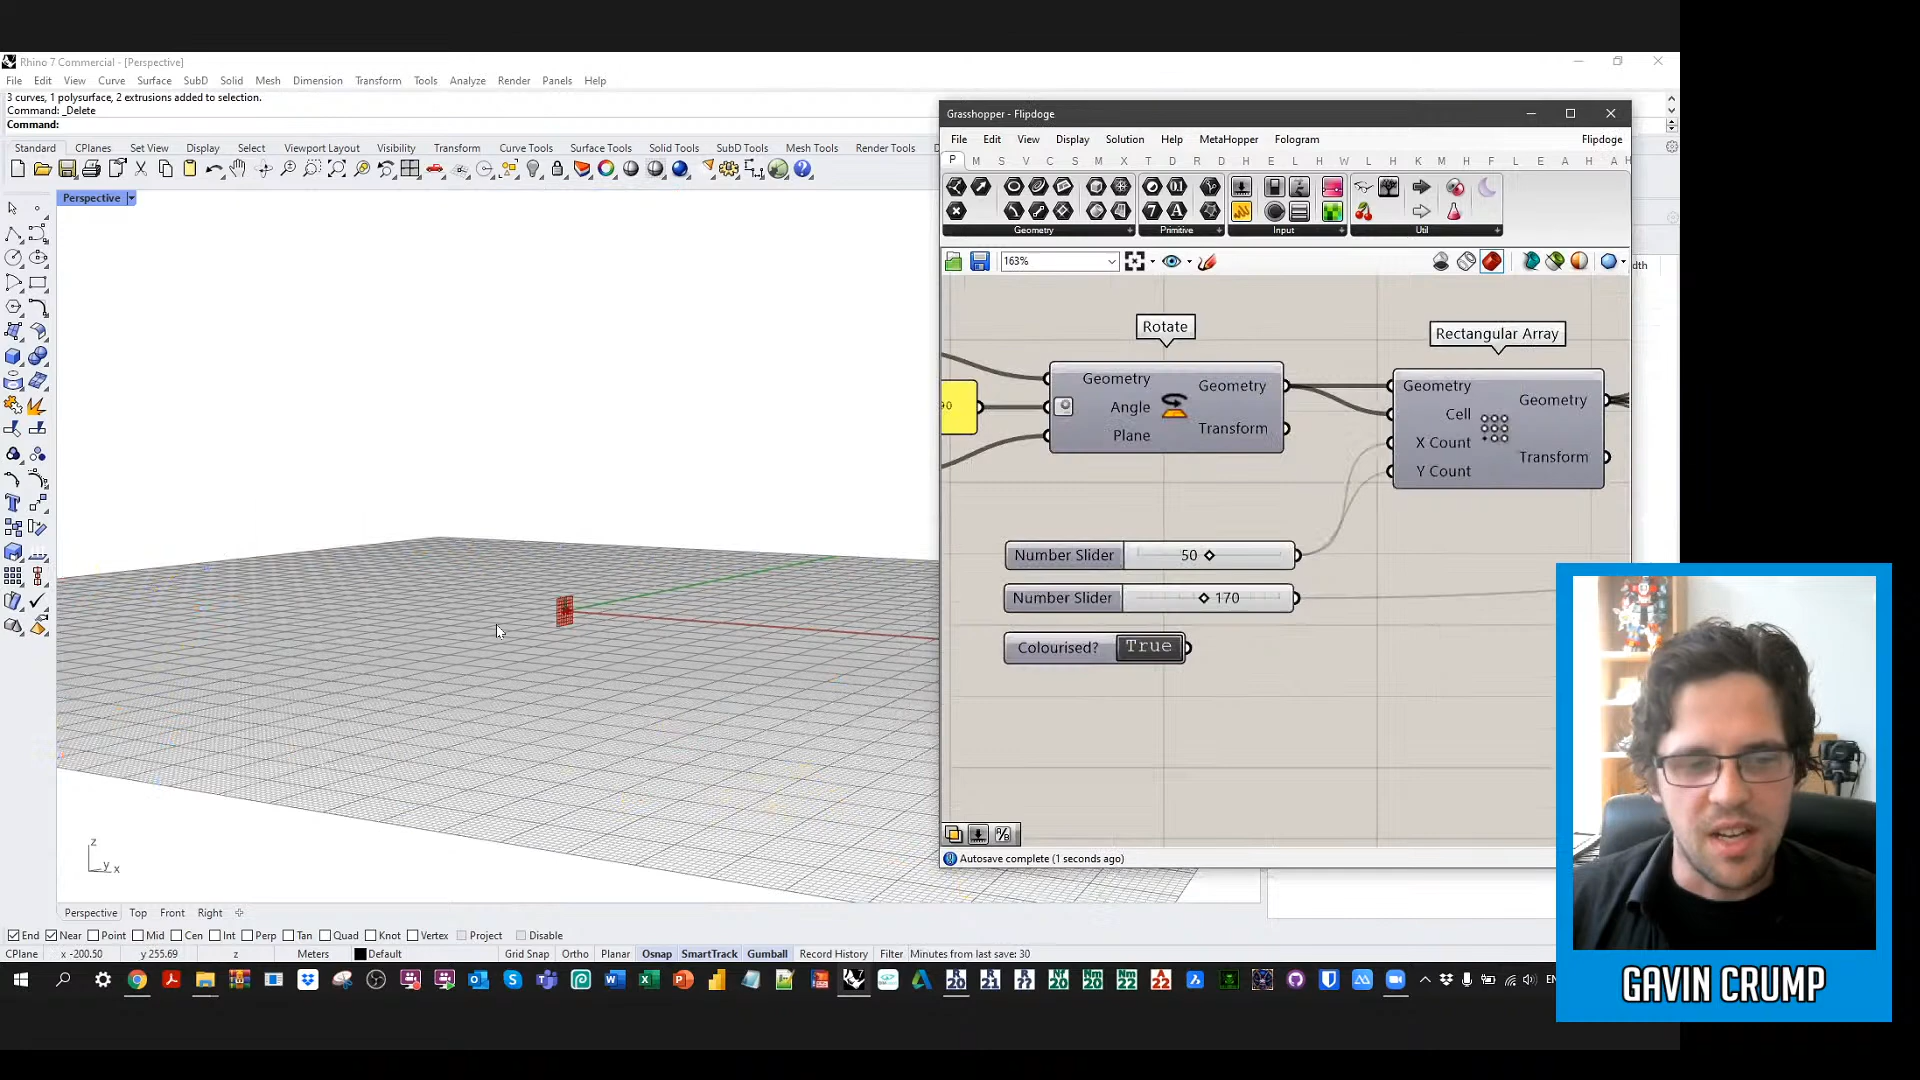 Rhino 7 Commercial - [Perspective]
File Edit View Curve Surface SubD Solid Mesh Dimension Transform Tools Analyze Render Panels Help
3 curves, 1 polysurface, 2 extrusions added to selection.
Command: _Delete
Command:
Standard CPlanes Set View Display Select Viewport Layout Visibility Transform Curve Tools Surface Tools Solid Tools SubD Tools Mesh Tools Render Tools D
Perspective
Grasshopper - Flipdoge
File Edit View Display Solution Help MetaHopper Fologram Flipdoge
P M S V C S M X T D R D H E L H W L H K M H F L E A H A H
Geometry Primitive Input Util
163%
dth
Rotate
Rectangular Array
Geometry
Angle
Plane
Geometry
Transform
90
Geometry
Cell
X Count
Y Count
Geometry
Transform
Number Slider 50
Number Slider 170
Colourised? True
Autosave complete (1 seconds ago)
z
y x
Perspective Top Front Right
End Near Point Mid Cen Int Perp Tan Quad Knot Vertex Project Disable
CPlane x -200.50 y 255.69 z Meters Default Grid Snap Ortho Planar Osnap SmartTrack Gumball Record History Filter Minutes from last save: 30
GAVIN CRUMP